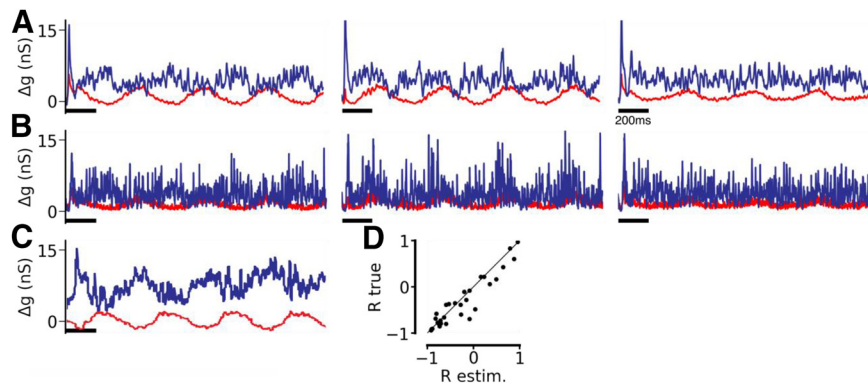 A
Δg (nS)
15
0
200ms
B
Δg (nS)
15
0
C
Δg (nS)
15
0
D
R true
1
0
−1
−1 0 1
R estim.